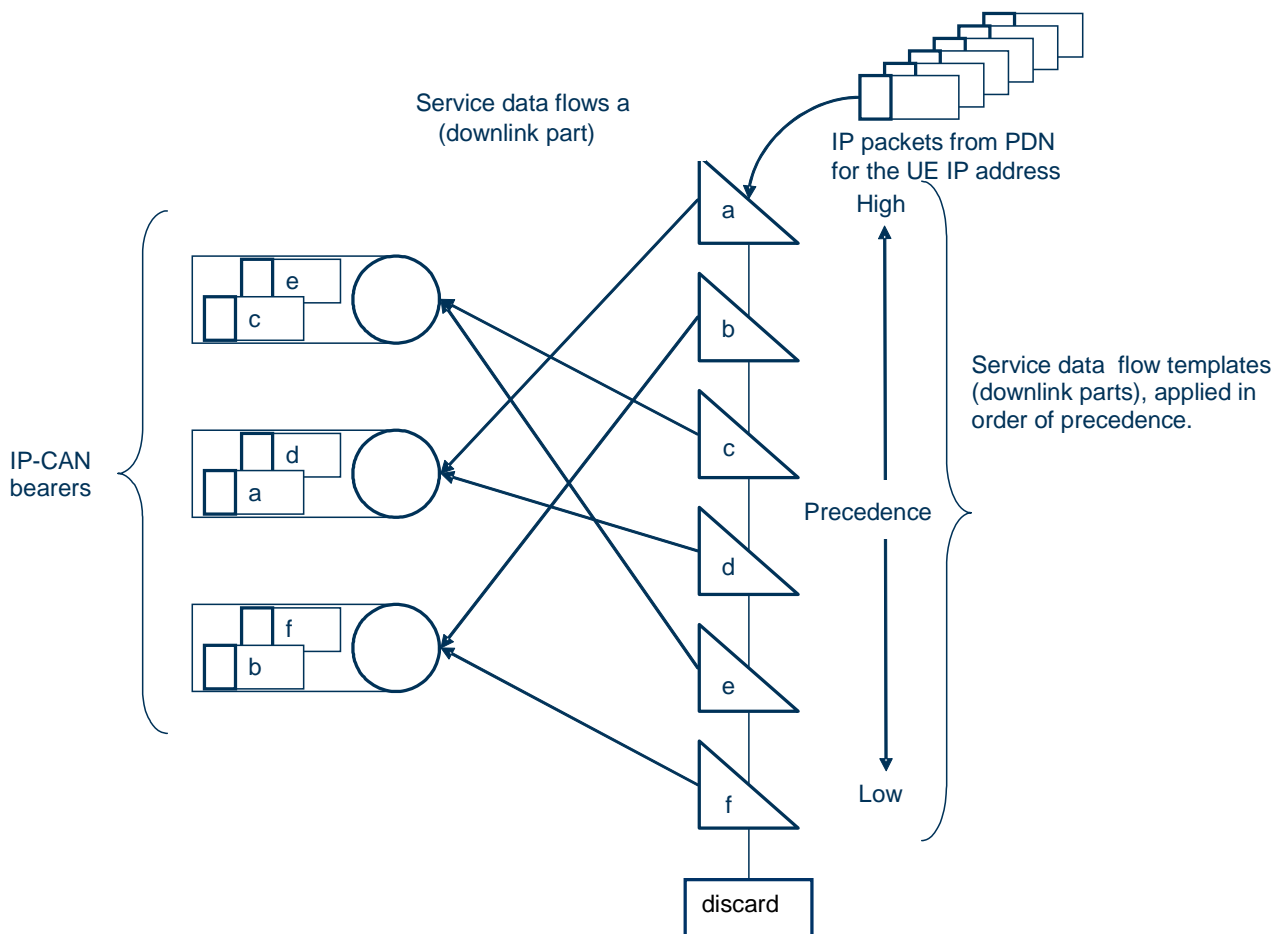 Service data flows a
(downlink part)
IP packets from PDN
for the UE IP address
High
a
e
c
b
Service data  flow templates
(downlink parts), applied in
order of precedence.
c
IP-CAN
bearers
d
a
Precedence
d
f
b
e
Low
f
discard